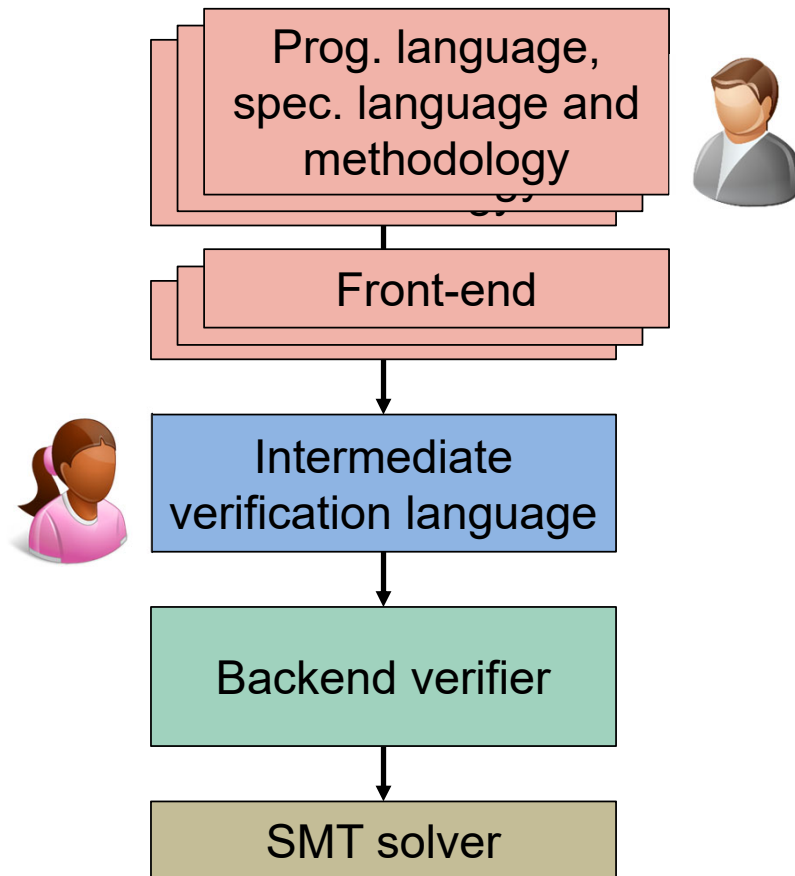 Prog. language,
spec. language and
methodology
Front-end
Intermediate
verification language
Backend verifier
SMT solver